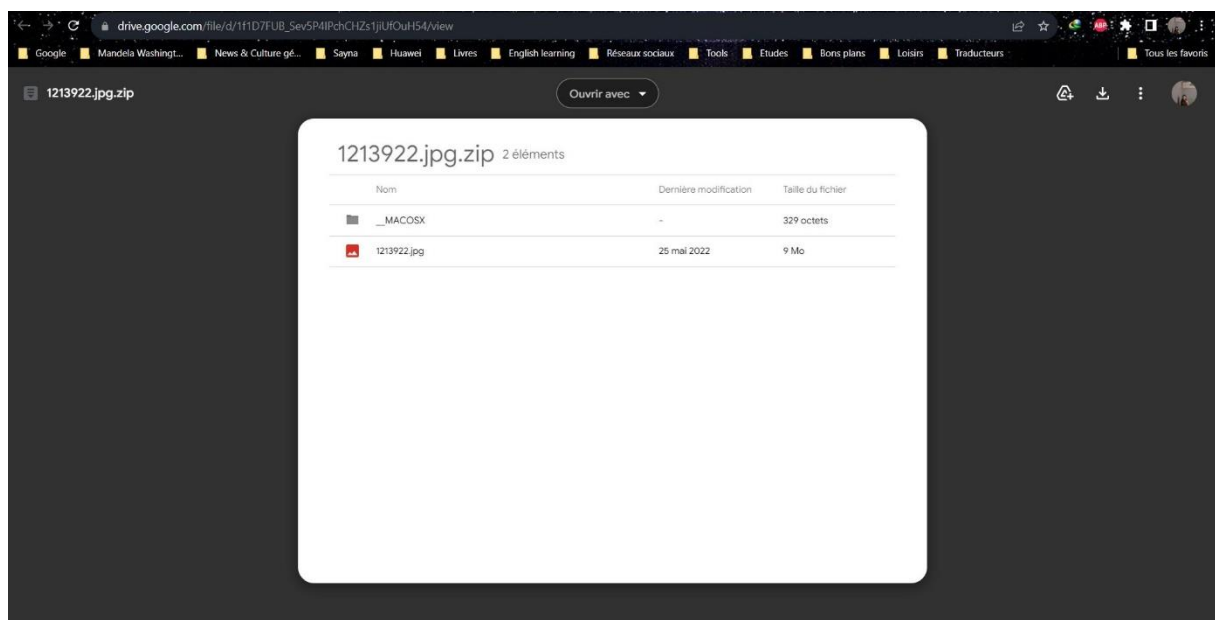 drive.google.com/file/d/1f1D7FUB_Sev5P4IPchCHZs1jiUfOuH54/view
Google Mandela Washingt... News & Culture gé... Sayna Huawei Livres English learning Réseaux sociaux Tools Etudes Bons plans Loisirs Traducteurs Tous les favoris
1213922.jpg.zip Ouvrir avec
1213922.jpg.zip 2 éléments
Nom Dernière modification Taille du fichier
__MACOSX - 329 octets
1213922.jpg 25 mai 2022 9 Mo